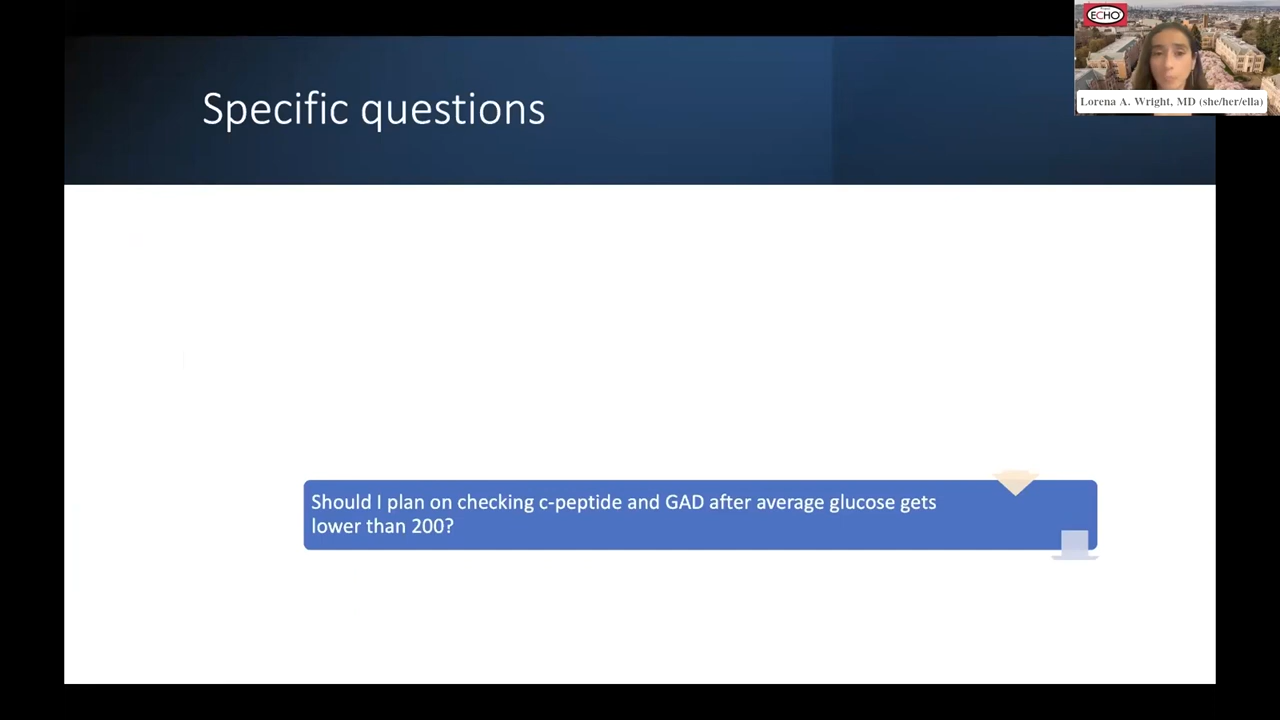 ECHO
Lorena A. Wright, MD (she/her/ella)
Specific questions
Should I plan on checking c-peptide and GAD after average glucose gets
lower than 200?